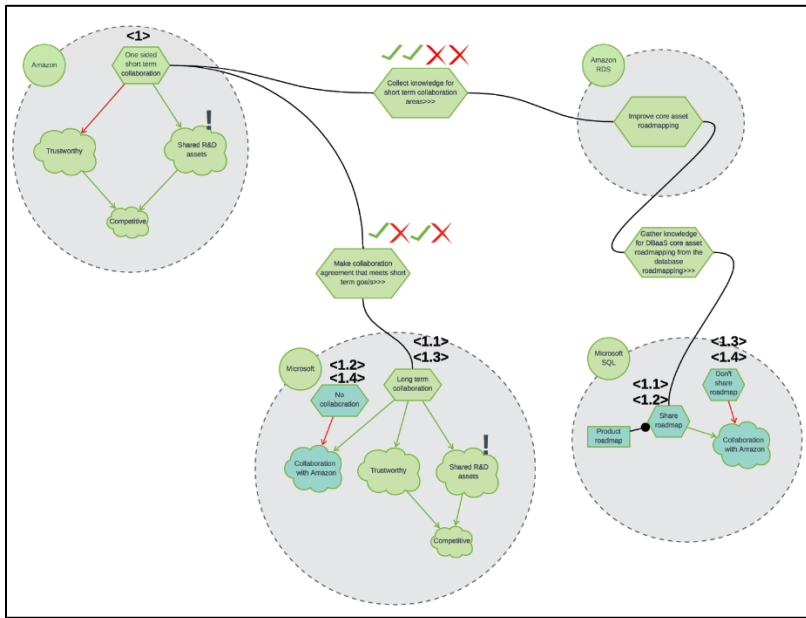 <1>
Amazon
One sided
short term
collaboration
Collect knowledge for
short term collaboration
areas>>>
Amazon
RDS
Improve core asset
roadmapping
!
Trustworthy
Shared R&D
assets
Competitive
Make collaboration
agreement that meets short
term goals>>>
Gather knowledge
for DBaaS core asset
roadmapping from the
database
roadmapping>>>
<1.1>
<1.3>
Microsoft
<1.2>
<1.4>
No
collaboration
Long term
collaboration
!
Collaboration
with Amazon
Trustworthy
Shared R&D
assets
Competitive
Microsoft
SQL
<1.3>
<1.4>
Don't
share
roadmap
<1.1>
<1.2>
Share
roadmap
Product
roadmap
Collaboration
with Amazon